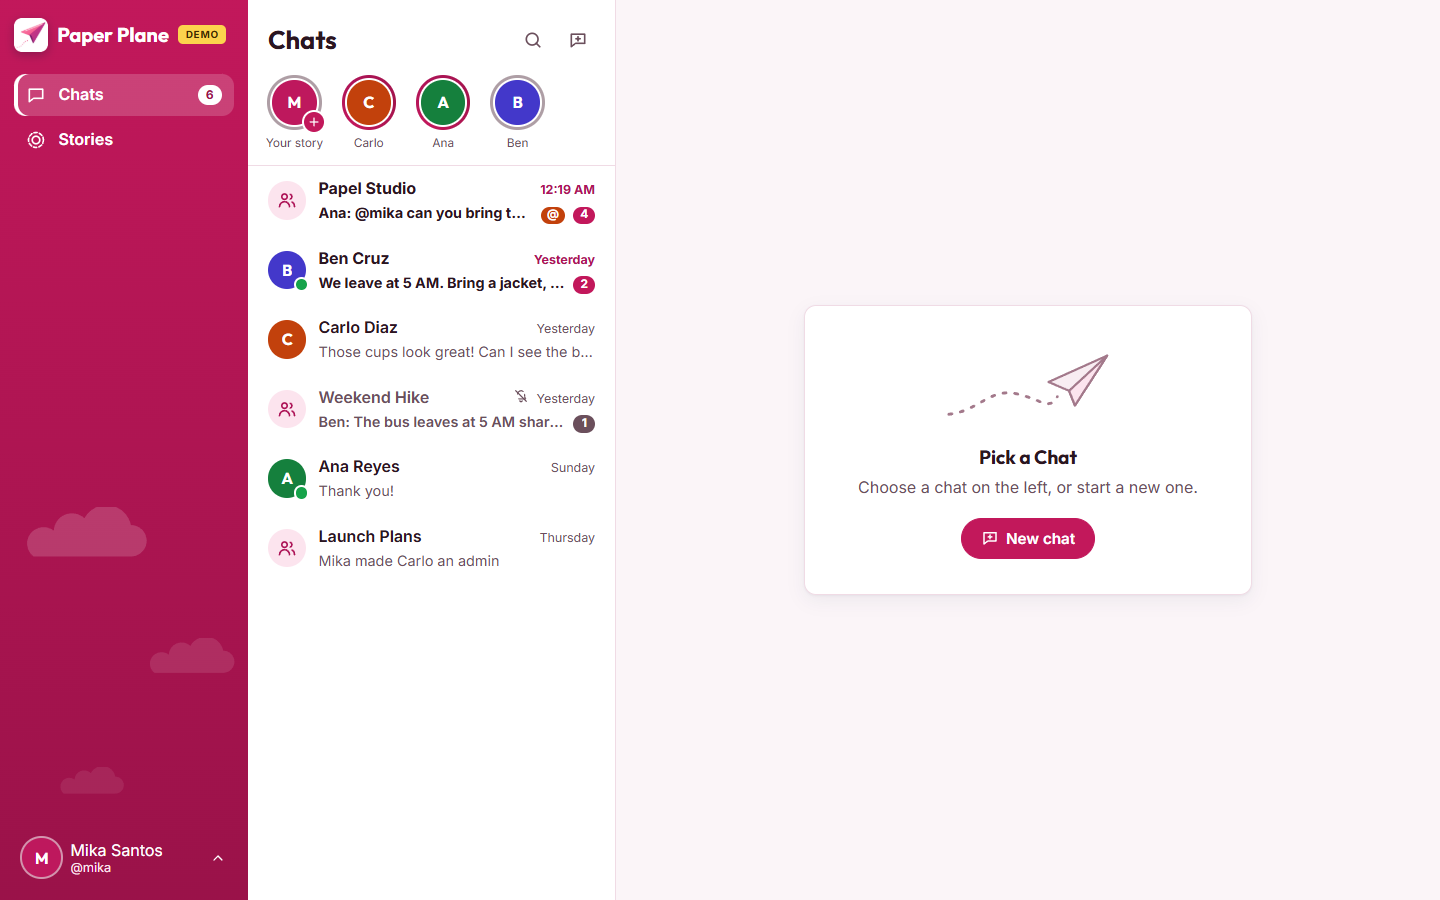 Paper Plane DEMO
Chats 6
Stories
M
Mika Santos
@mika
Chats
M C A B
Your story Carlo Ana Ben
Papel Studio 12:19 AM
Ana: @mika can you bring t... @ 4
B
Ben Cruz Yesterday
We leave at 5 AM. Bring a jacket, ... 2
C
Carlo Diaz Yesterday
Those cups look great! Can I see the b...
Weekend Hike Yesterday
Ben: The bus leaves at 5 AM shar... 1
A
Ana Reyes Sunday
Thank you!
Launch Plans Thursday
Mika made Carlo an admin
Pick a Chat
Choose a chat on the left, or start a new one.
New chat